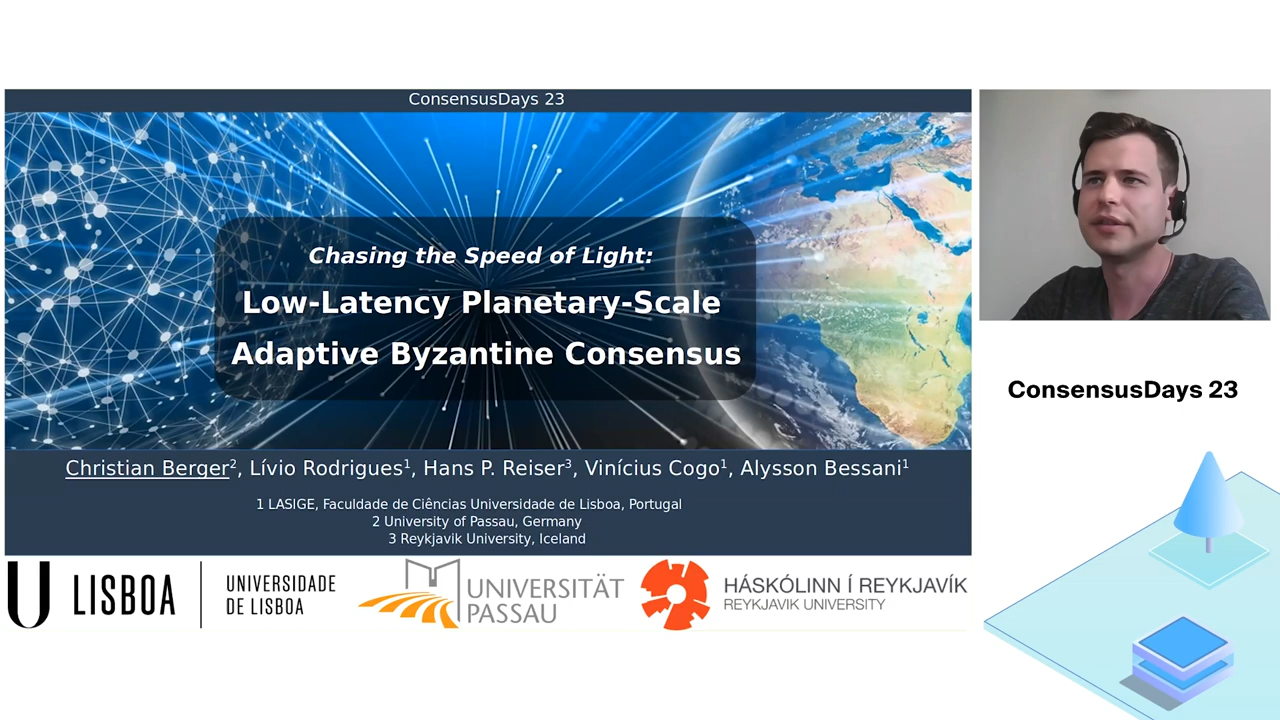 ConsensusDays 23
Chasing the Speed of Light:
Low-Latency Planetary-Scale
Adaptive Byzantine Consensus
Christian Berger², Lívio Rodrigues¹, Hans P. Reiser³, Vinícius Cogo¹, Alysson Bessani¹
1 LASIGE, Faculdade de Ciências Universidade de Lisboa, Portugal
2 University of Passau, Germany
3 Reykjavik University, Iceland
U LISBOA
UNIVERSIDADE
DE LISBOA
UNIVERSITÄT
PASSAU
HÁSKÓLINN Í REYKJAVÍK
REYKJAVIK UNIVERSITY
ConsensusDays 23